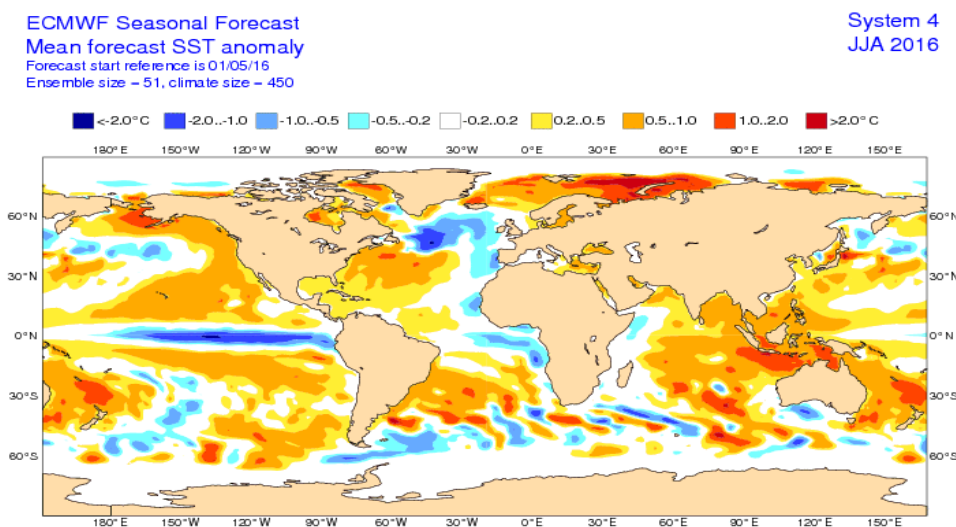 ECMWF Seasonal Forecast
System 4
Mean forecast SST anomaly
JJA 2016
Forecast start reference is 01/05/16
Ensemble size = 51, climate size = 450
<-2.0°C -2.0..-1.0 -1.0..-0.5 -0.5..-0.2 -0.2..0.2 0.2..0.5 0.5..1.0 1.0..2.0 >2.0°C
180°E 150°W 120°W 90°W 60°W 30°W 0°E 30°E 60°E 90°E 120°E 150°E
60°N 60°N
30°N 30°N
0°N 0°N
30°S 30°S
60°S 60°S
180°E 150°W 120°W 90°W 60°W 30°W 0°E 30°E 60°E 90°E 120°E 150°E